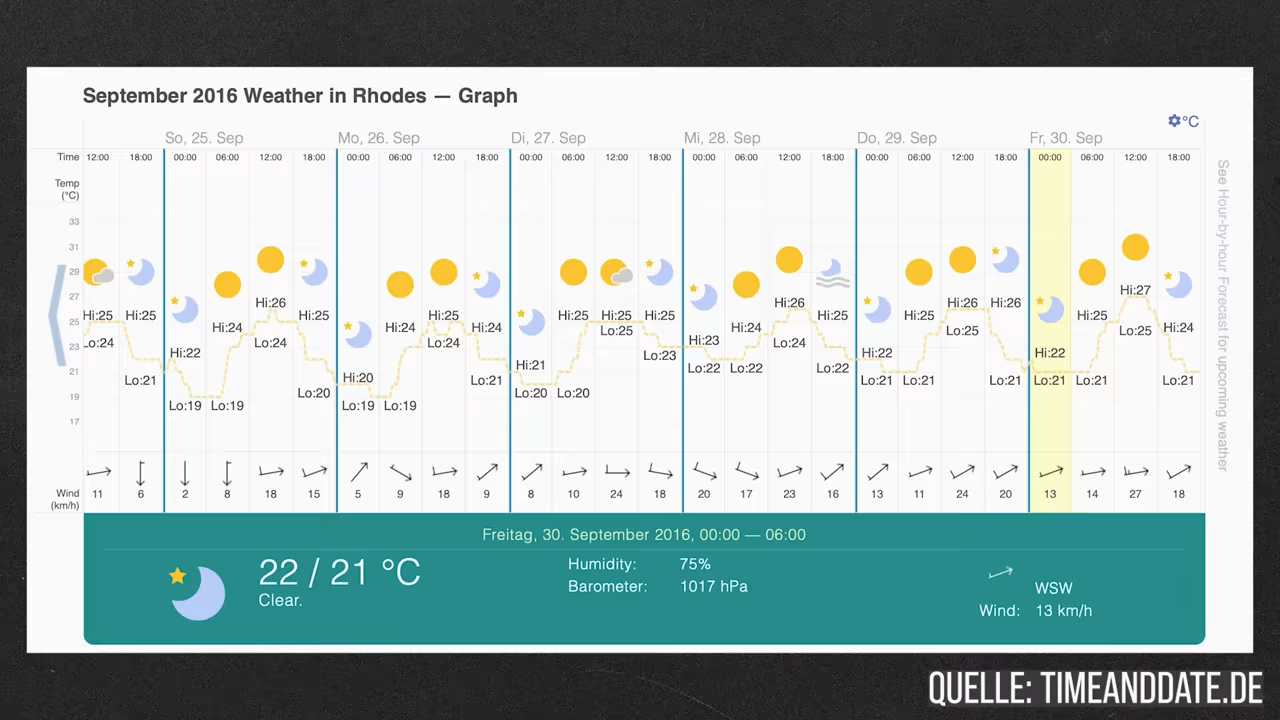 September 2016 Weather in Rhodes — Graph
°C
So, 25. Sep Mo, 26. Sep Di, 27. Sep Mi, 28. Sep Do, 29. Sep Fr, 30. Sep
Time 12:00 18:00 00:00 06:00 12:00 18:00 00:00 06:00 12:00 18:00 00:00 06:00 12:00 18:00 00:00 06:00 12:00 18:00 00:00 06:00 12:00 18:00 00:00 06:00 12:00 18:00
Temp
(°C)
33
31
29
27
25
23
21
19
17
Hi:25 Hi:25 Hi:22 Hi:24 Hi:26 Hi:25 Hi:20 Hi:24 Hi:25 Hi:24 Hi:21 Hi:25 Hi:25 Hi:25 Hi:23 Hi:24 Hi:26 Hi:25 Hi:22 Hi:25 Hi:26 Hi:26 Hi:22 Hi:25 Hi:27 Hi:24
Lo:24 Lo:21 Lo:19 Lo:19 Lo:24 Lo:20 Lo:19 Lo:19 Lo:24 Lo:21 Lo:20 Lo:20 Lo:25 Lo:23 Lo:22 Lo:22 Lo:24 Lo:22 Lo:21 Lo:21 Lo:25 Lo:21 Lo:21 Lo:21 Lo:25 Lo:21
Wind
(km/h)
11 6 2 8 18 15 5 9 18 9 8 10 24 18 20 17 23 16 13 11 24 20 13 14 27 18
See Hour-by-hour Forecast for upcoming weather
Freitag, 30. September 2016, 00:00 — 06:00
22 / 21 °C
Clear.
Humidity: 75%
Barometer: 1017 hPa
WSW
Wind: 13 km/h
QUELLE: TIMEANDDATE.DE